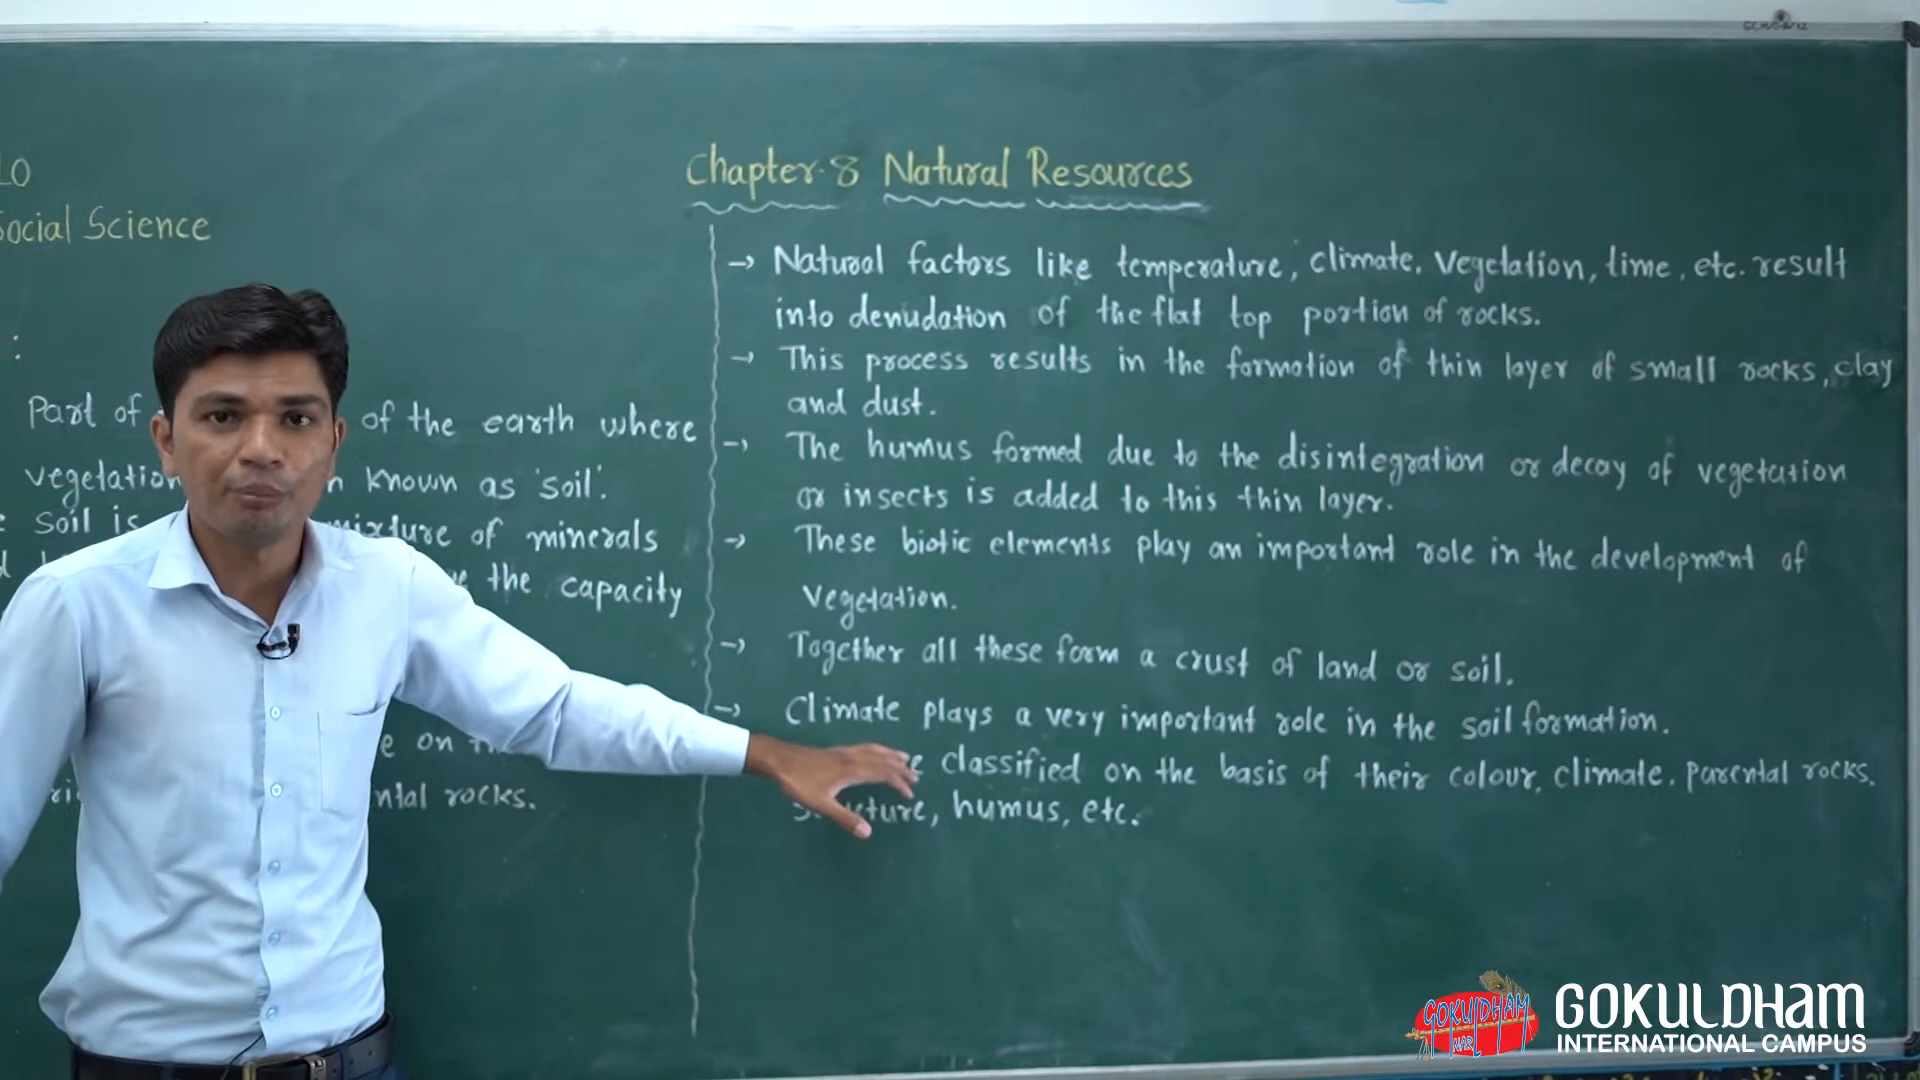 10
Social Science
:
Part of of the earth where
vegetation known as 'soil'.
soil is mixture of minerals
the capacity
e on
ntal rocks.
Chapter-8 Natural Resources
→ Natural factors like temperature, climate, vegetation, time, etc. result
into denudation of the flat top portion of rocks.
→ This process results in the formation of thin layer of small rocks, clay
and dust.
→ The humus formed due to the disintegration or decay of vegetation
or insects is added to this thin layer.
→ These biotic elements play an important role in the development of
vegetation.
→ Together all these form a crust of land or soil.
→ Climate plays a very important role in the soil formation.
classified on the basis of their colour, climate, parental rocks,
structure, humus, etc.
GOKULDHAM
NAR
GOKULDHAM
INTERNATIONAL CAMPUS